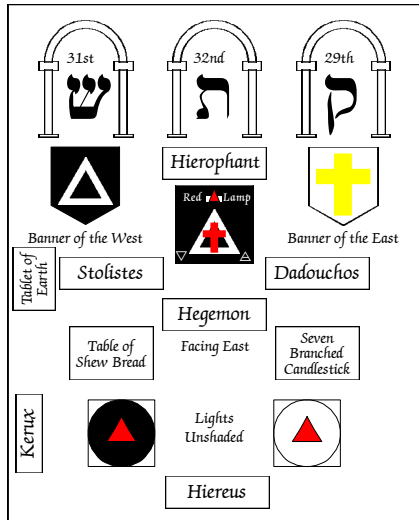 31st
32nd
29th
ש
ת
ק
Hierophant
Red Lamp
Banner of the West
Banner of the East
Tablet of
Earth
Stolistes
Dadouchos
Hegemon
Table of
Shew Bread
Facing East
Seven
Branched
Candlestick
Kerux
Lights
Unshaded
Hiereus